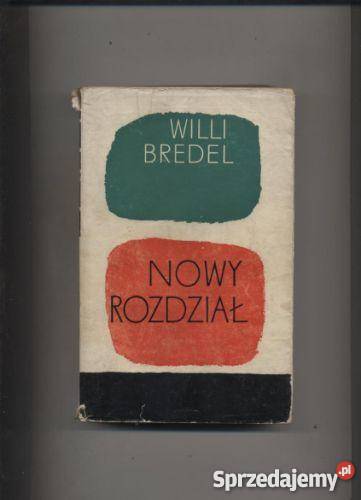 WILLI
BREDEL
NOWY
ROZDZIAŁ
Sprzedajemy.pl